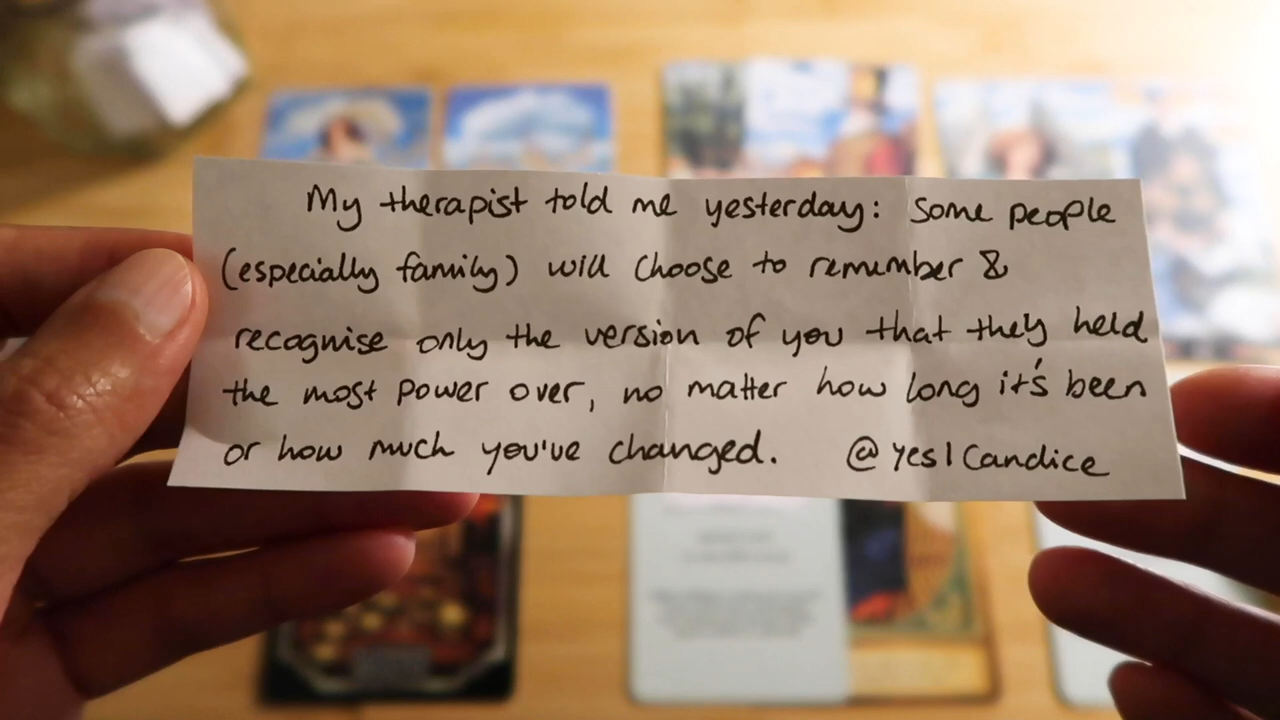 My therapist told me yesterday: Some people
(especially family) will choose to remember &
recognise only the version of you that they held
the most power over, no matter how long it's been
or how much you've changed. @yesICandice